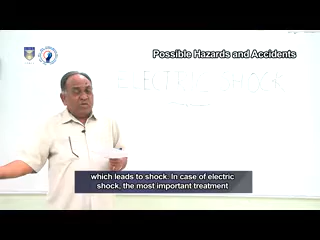 Possible Hazards and Accidents
ELECTRIC SHOCK
which leads to shock. In case of electric
shock, the most important treatment